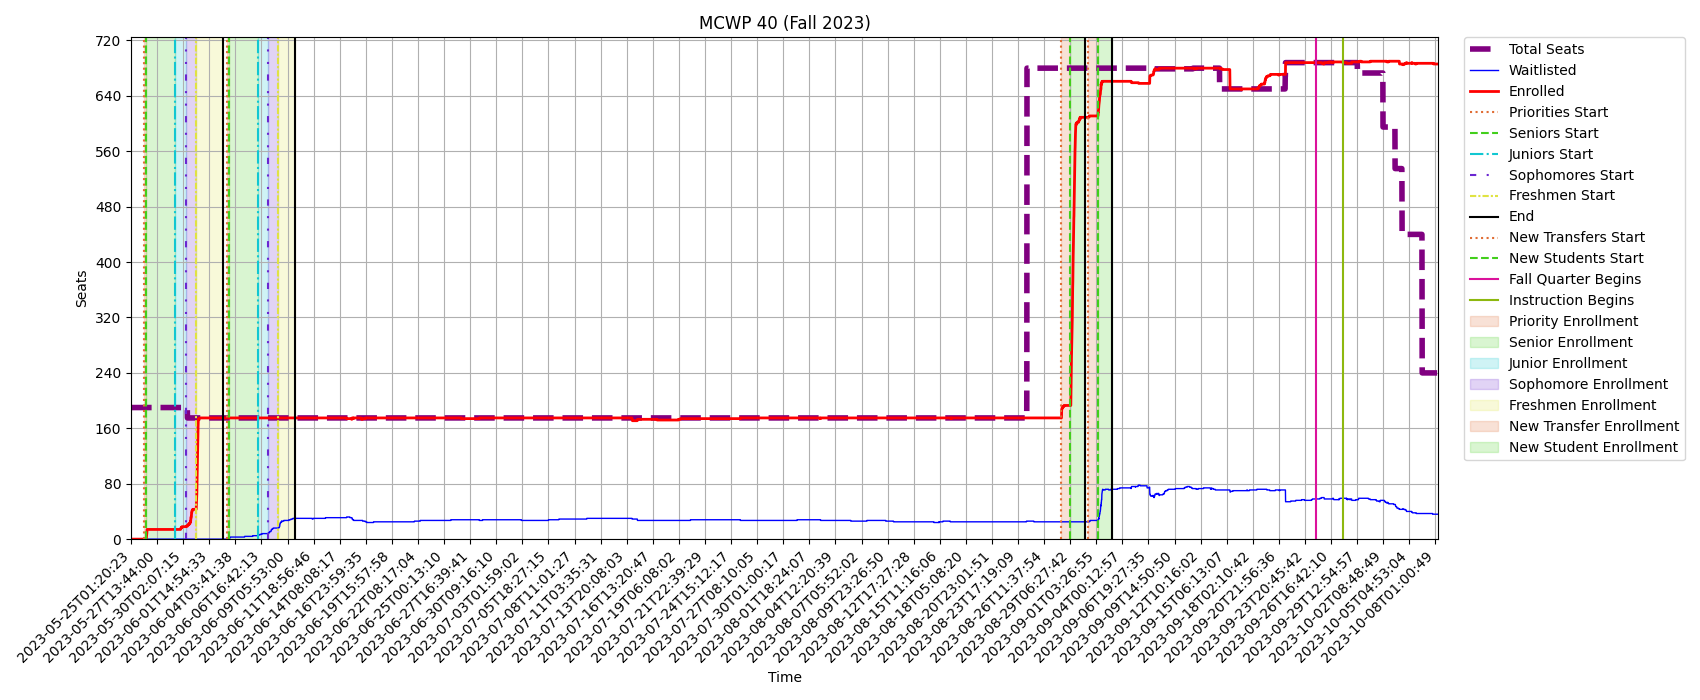 MCWP 40 (Fall 2023)
720
640
560
480
400
320
240
160
80
0
Seats
2023-05-25T01:20:23
2023-05-27T13:44:00
2023-05-30T02:07:15
2023-06-01T14:54:33
2023-06-04T03:41:38
2023-06-06T16:42:13
2023-06-09T05:53:00
2023-06-11T18:56:46
2023-06-14T08:08:17
2023-06-16T23:59:35
2023-06-19T15:57:58
2023-06-22T08:17:04
2023-06-25T00:13:10
2023-06-27T16:39:41
2023-06-30T09:16:10
2023-07-03T01:59:02
2023-07-05T18:27:15
2023-07-08T11:01:27
2023-07-11T03:35:31
2023-07-13T20:08:03
2023-07-16T13:20:47
2023-07-19T06:08:02
2023-07-21T22:39:29
2023-07-24T15:12:17
2023-07-27T08:10:05
2023-07-30T01:00:17
2023-08-01T18:24:07
2023-08-04T12:20:39
2023-08-07T05:52:02
2023-08-09T23:26:50
2023-08-12T17:27:28
2023-08-15T11:16:06
2023-08-18T05:08:20
2023-08-20T23:01:51
2023-08-23T17:19:09
2023-08-26T11:37:54
2023-08-29T06:27:42
2023-09-01T03:26:55
2023-09-04T00:12:57
2023-09-06T19:27:35
2023-09-09T14:50:50
2023-09-12T10:16:02
2023-09-15T06:13:07
2023-09-18T02:10:42
2023-09-20T21:56:36
2023-09-23T20:45:42
2023-09-26T16:42:10
2023-09-29T12:54:57
2023-10-02T08:48:49
2023-10-05T04:53:04
2023-10-08T01:00:49
Time
Total Seats
Waitlisted
Enrolled
Priorities Start
Seniors Start
Juniors Start
Sophomores Start
Freshmen Start
End
New Transfers Start
New Students Start
Fall Quarter Begins
Instruction Begins
Priority Enrollment
Senior Enrollment
Junior Enrollment
Sophomore Enrollment
Freshmen Enrollment
New Transfer Enrollment
New Student Enrollment